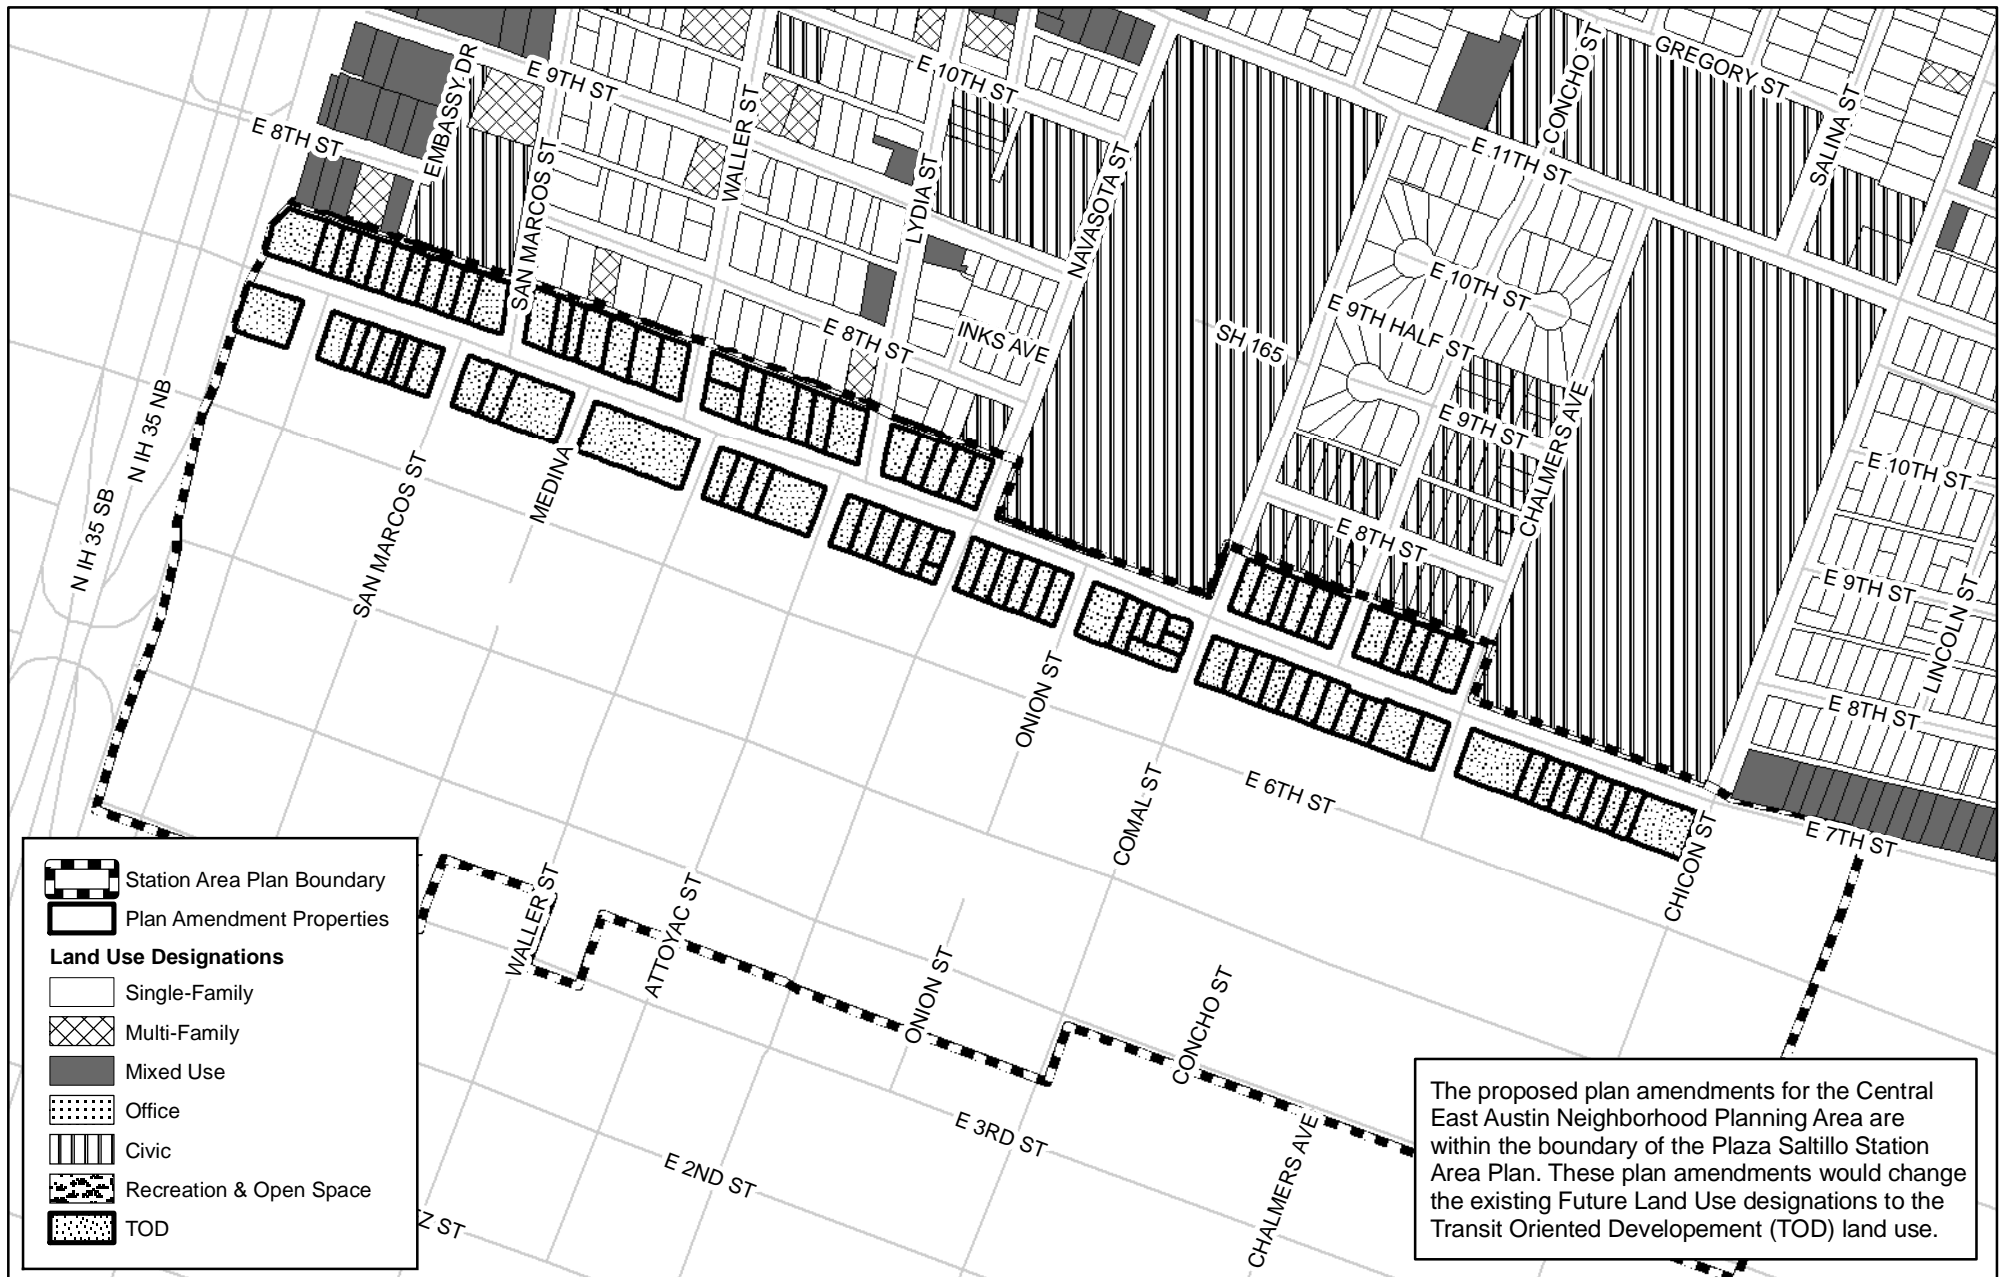 GREGORY ST
CONCHO ST
EMBASSY DR
E 9TH ST
E 10TH ST
WALLER ST
SALINA ST
E 8TH ST
E 11TH ST
SAN MARCOS ST
LYDIA ST
NAVASOTA ST
E 10TH ST
E 9TH HALF ST
INKS AVE
E 8TH ST
SH 165
N IH 35 NB
N IH 35 SB
CHALMERS AVE
E 9TH ST
E 10TH ST
SAN MARCOS ST
MEDINA
E 8TH ST
E 9TH ST
LINCOLN ST
ONION ST
E 8TH ST
COMAL ST
E 6TH ST
E 7TH ST
CHICON ST
WALLER ST
ATTOYAC ST
ONION ST
CONCHO ST
E 3RD ST
E 2ND ST
CHALMERS AVE
Z ST
Station Area Plan Boundary
Plan Amendment Properties
Land Use Designations
Single-Family
Multi-Family
Mixed Use
Office
Civic
Recreation & Open Space
TOD
The proposed plan amendments for the Central
East Austin Neighborhood Planning Area are
within the boundary of the Plaza Saltillo Station
Area Plan. These plan amendments would change
the existing Future Land Use designations to the
Transit Oriented Developement (TOD) land use.